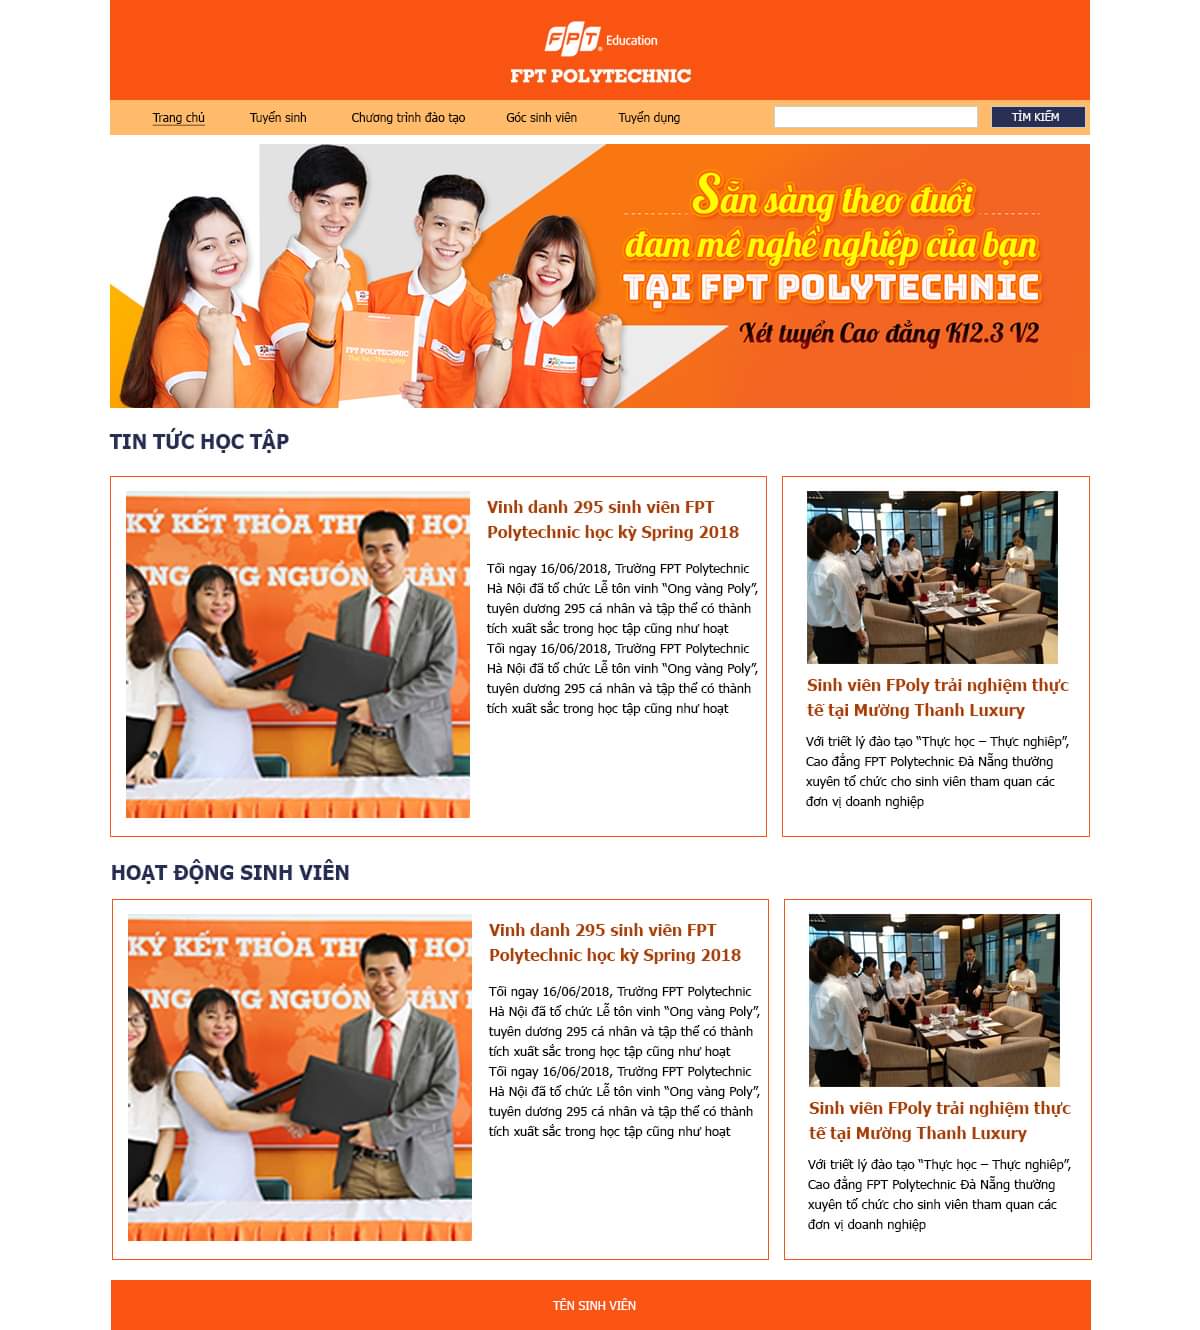 FPT Education
FPT POLYTECHNIC
Trang chủ Tuyển sinh Chương trình đào tạo Góc sinh viên Tuyển dụng TÌM KIẾM
Sẵn sàng theo đuổi
đam mê nghề nghiệp của bạn
TẠI FPT POLYTECHNIC
Xét tuyển Cao đẳng K12.3 V2
FPT POLYTECHNIC
TIN TỨC HỌC TẬP
KÝ KẾT THỎA TH
NGUỒN
Vinh danh 295 sinh viên FPT
Polytechnic học kỳ Spring 2018
Tối ngay 16/06/2018, Trường FPT Polytechnic
Hà Nội đã tổ chức Lễ tôn vinh “Ong vàng Poly”,
tuyên dương 295 cá nhân và tập thể có thành
tích xuất sắc trong học tập cũng như hoạt
Tối ngay 16/06/2018, Trường FPT Polytechnic
Hà Nội đã tổ chức Lễ tôn vinh “Ong vàng Poly”,
tuyên dương 295 cá nhân và tập thể có thành
tích xuất sắc trong học tập cũng như hoạt
Sinh viên FPoly trải nghiệm thực
tế tại Mường Thanh Luxury
Với triết lý đào tạo “Thực học – Thực nghiêp”,
Cao đẳng FPT Polytechnic Đà Nẵng thường
xuyên tổ chức cho sinh viên tham quan các
đơn vị doanh nghiệp
HOẠT ĐỘNG SINH VIÊN
KÝ KẾT THỎA TH
NGUỒN
Vinh danh 295 sinh viên FPT
Polytechnic học kỳ Spring 2018
Tối ngay 16/06/2018, Trường FPT Polytechnic
Hà Nội đã tổ chức Lễ tôn vinh “Ong vàng Poly”,
tuyên dương 295 cá nhân và tập thể có thành
tích xuất sắc trong học tập cũng như hoạt
Tối ngay 16/06/2018, Trường FPT Polytechnic
Hà Nội đã tổ chức Lễ tôn vinh “Ong vàng Poly”,
tuyên dương 295 cá nhân và tập thể có thành
tích xuất sắc trong học tập cũng như hoạt
Sinh viên FPoly trải nghiệm thực
tế tại Mường Thanh Luxury
Với triết lý đào tạo “Thực học – Thực nghiêp”,
Cao đẳng FPT Polytechnic Đà Nẵng thường
xuyên tổ chức cho sinh viên tham quan các
đơn vị doanh nghiệp
TÊN SINH VIÊN